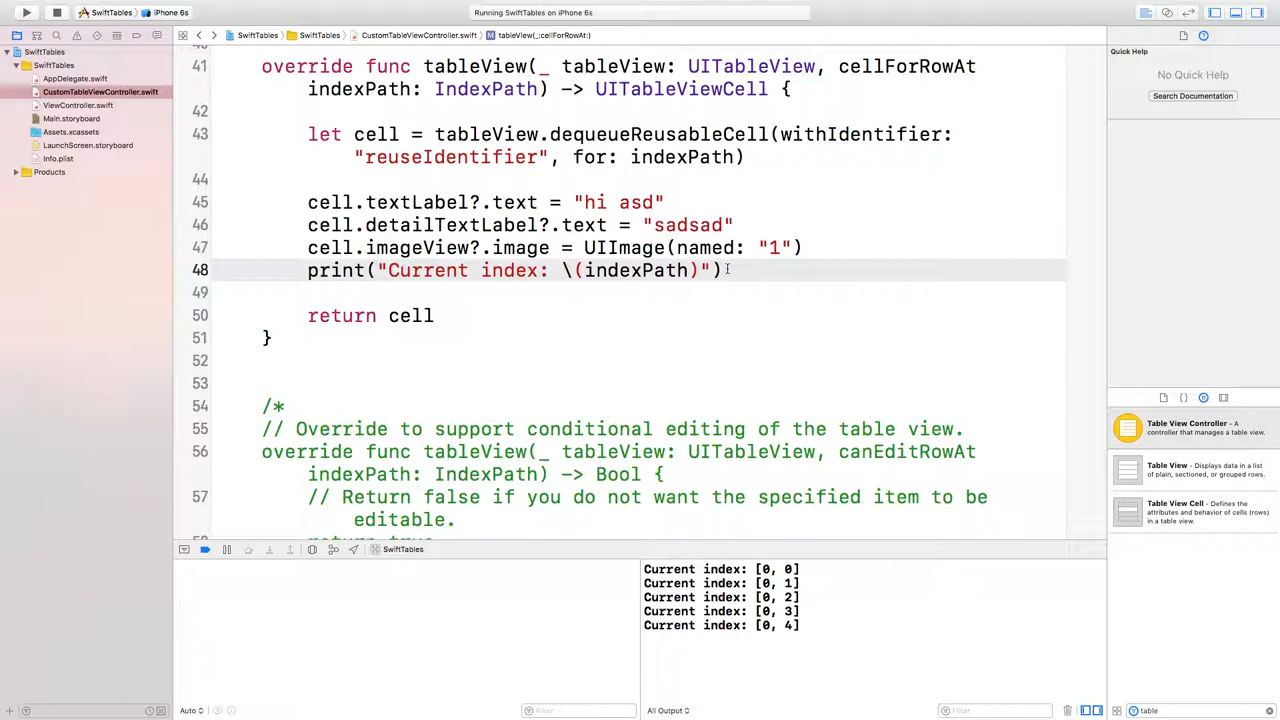 SwiftTables
iPhone 6s
Running SwiftTables on iPhone 6s
SwiftTables
SwiftTables
CustomTableViewController.swift
tableView(_:cellForRowAt:)
SwiftTables
SwiftTables
AppDelegate.swift
CustomTableViewController.swift
ViewController.swift
Main.storyboard
Assets.xcassets
LaunchScreen.storyboard
Info.plist
Products
41 override func tableView(_ tableView: UITableView, cellForRowAt
indexPath: IndexPath) -> UITableViewCell {
42
43 let cell = tableView.dequeueReusableCell(withIdentifier:
"reuseIdentifier", for: indexPath)
44
45 cell.textLabel?.text = "hi asd"
46 cell.detailTextLabel?.text = "sadsad"
47 cell.imageView?.image = UIImage(named: "1")
48 print("Current index: \(indexPath)")
49
50 return cell
51 }
52
53
54 /*
55 // Override to support conditional editing of the table view.
56 override func tableView(_ tableView: UITableView, canEditRowAt
indexPath: IndexPath) -> Bool {
57 // Return false if you do not want the specified item to be
editable.
SwiftTables
Current index: [0, 0]
Current index: [0, 1]
Current index: [0, 2]
Current index: [0, 3]
Current index: [0, 4]
Auto
Filter
All Output
Filter
Quick Help
No Quick Help
Search Documentation
Table View Controller - A
controller that manages a table view.
Table View - Displays data in a list
of plain, sectioned, or grouped rows.
Table View Cell - Defines the
attributes and behavior of cells (rows)
in a table view.
table